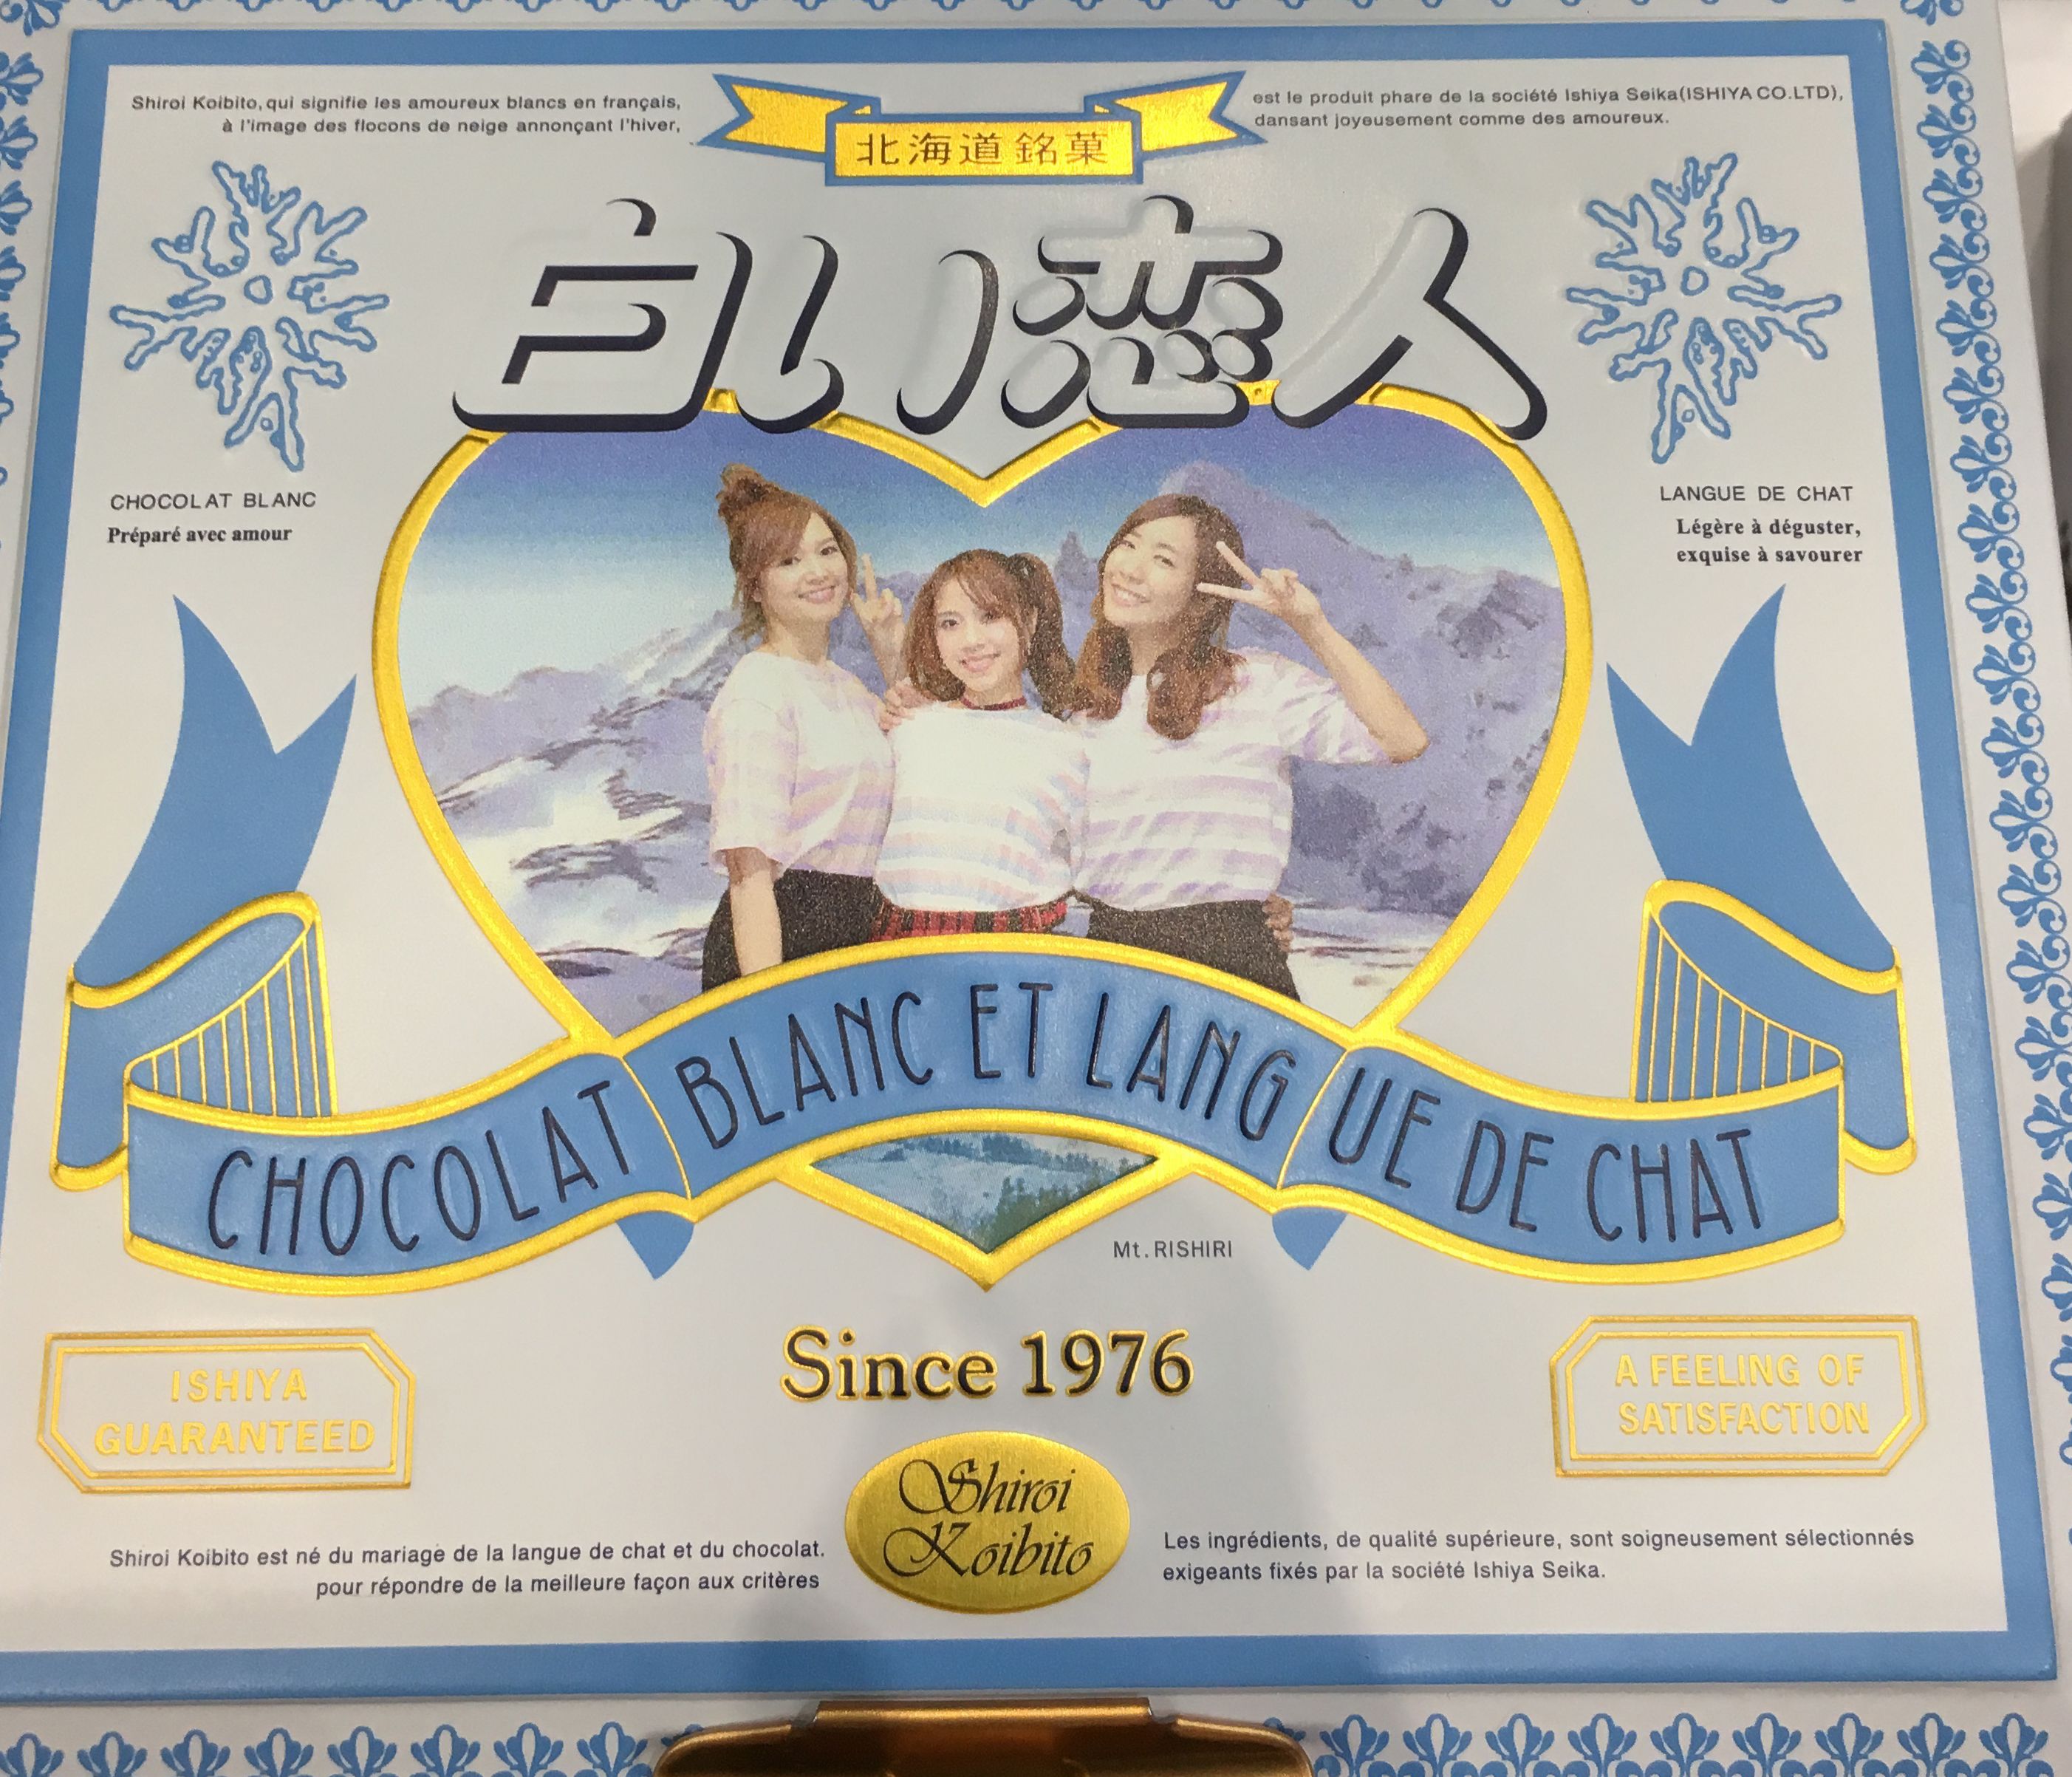 Shiroi Koibito, qui signifie les amoureux blancs en français,
à l'image des flocons de neige annonçant l'hiver,
北海道銘菓
est le produit phare de la société Ishiya Seika(ISHIYA CO.LTD),
dansant joyeusement comme des amoureux.
白い恋人
CHOCOLAT BLANC
Préparé avec amour
LANGUE DE CHAT
Légère à déguster,
exquise à savourer
CHOCOLAT BLANC ET LANGUE DE CHAT
Mt. RISHIRI
Since 1976
ISHIYA
GUARANTEED
A FEELING OF
SATISFACTION
Shiroi
Koibito
Shiroi Koibito est né du mariage de la langue de chat et du chocolat.
pour répondre de la meilleure façon aux critères
Les ingrédients, de qualité supérieure, sont soigneusement sélectionnés
exigeants fixés par la société Ishiya Seika.